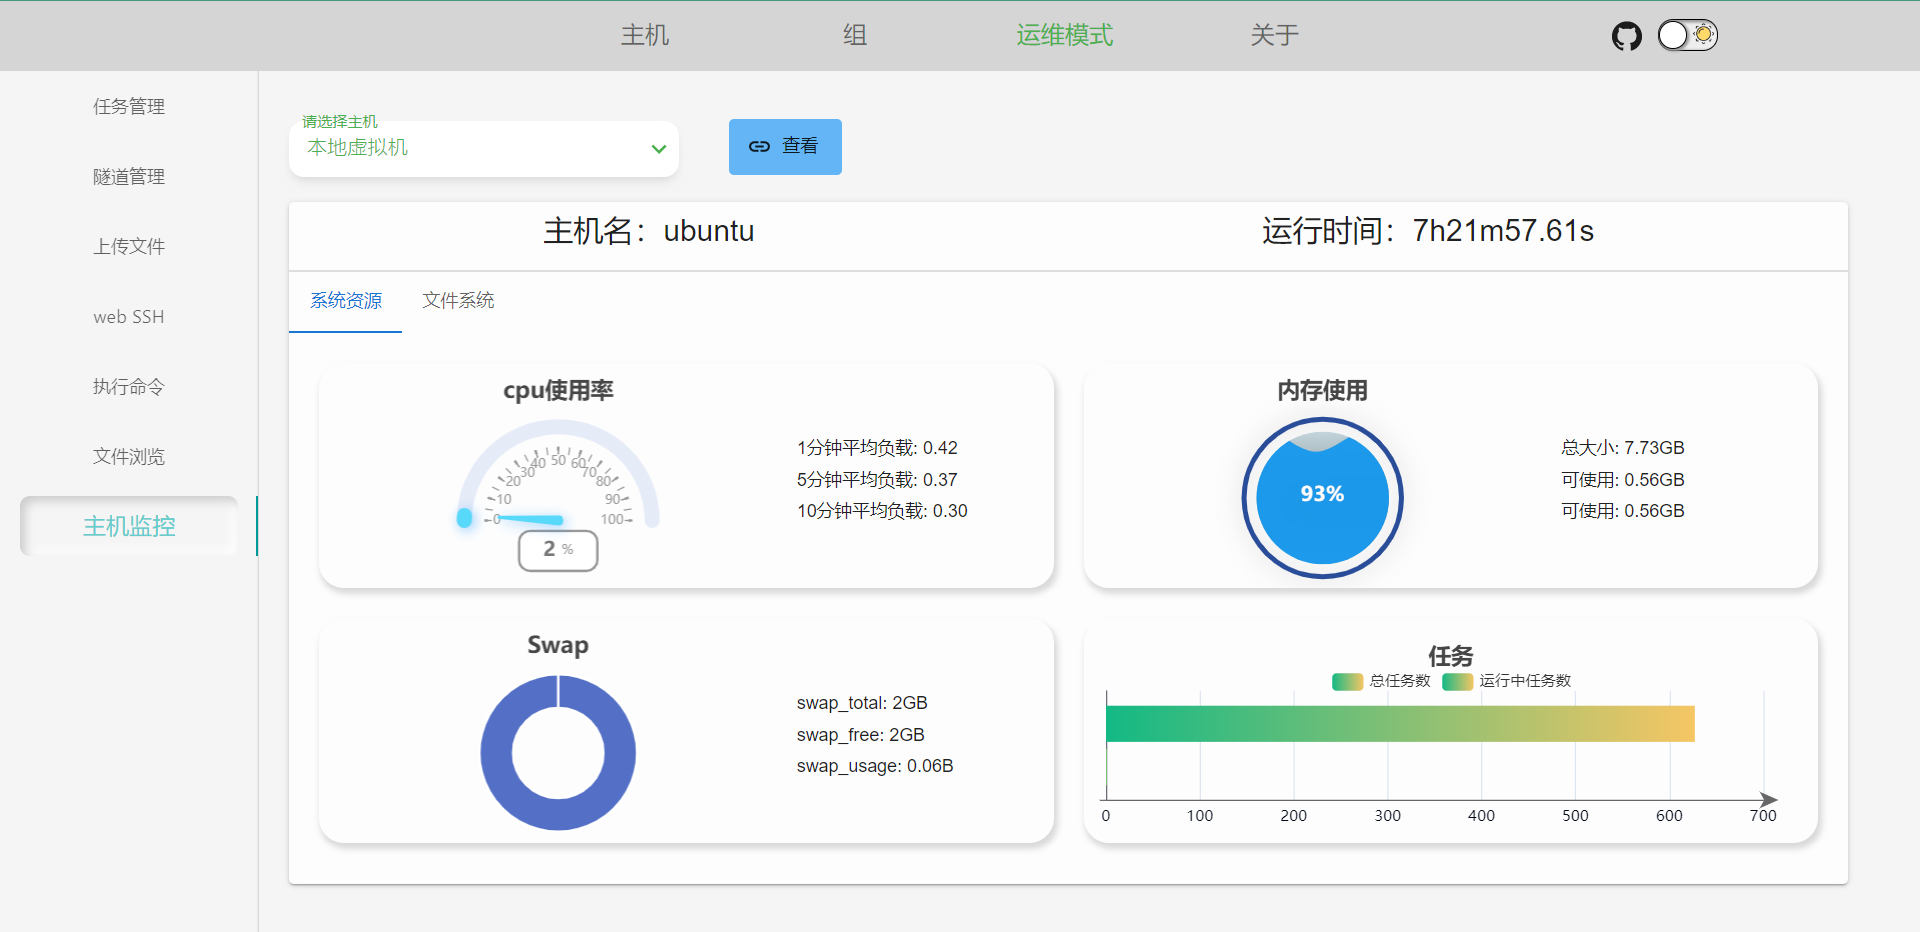 主机 组 运维模式 关于
任务管理
隧道管理
上传文件
web SSH
执行命令
文件浏览
主机监控
请选择主机
本地虚拟机
查看
主机名：ubuntu 运行时间：7h21m57.61s
系统资源 文件系统
cpu使用率
0 10 20 30 40 50 60 70 80 90 100
2 %
1分钟平均负载: 0.42
5分钟平均负载: 0.37
10分钟平均负载: 0.30
内存使用
93%
总大小: 7.73GB
可使用: 0.56GB
可使用: 0.56GB
Swap
swap_total: 2GB
swap_free: 2GB
swap_usage: 0.06B
任务
总任务数 运行中任务数
0 100 200 300 400 500 600 700